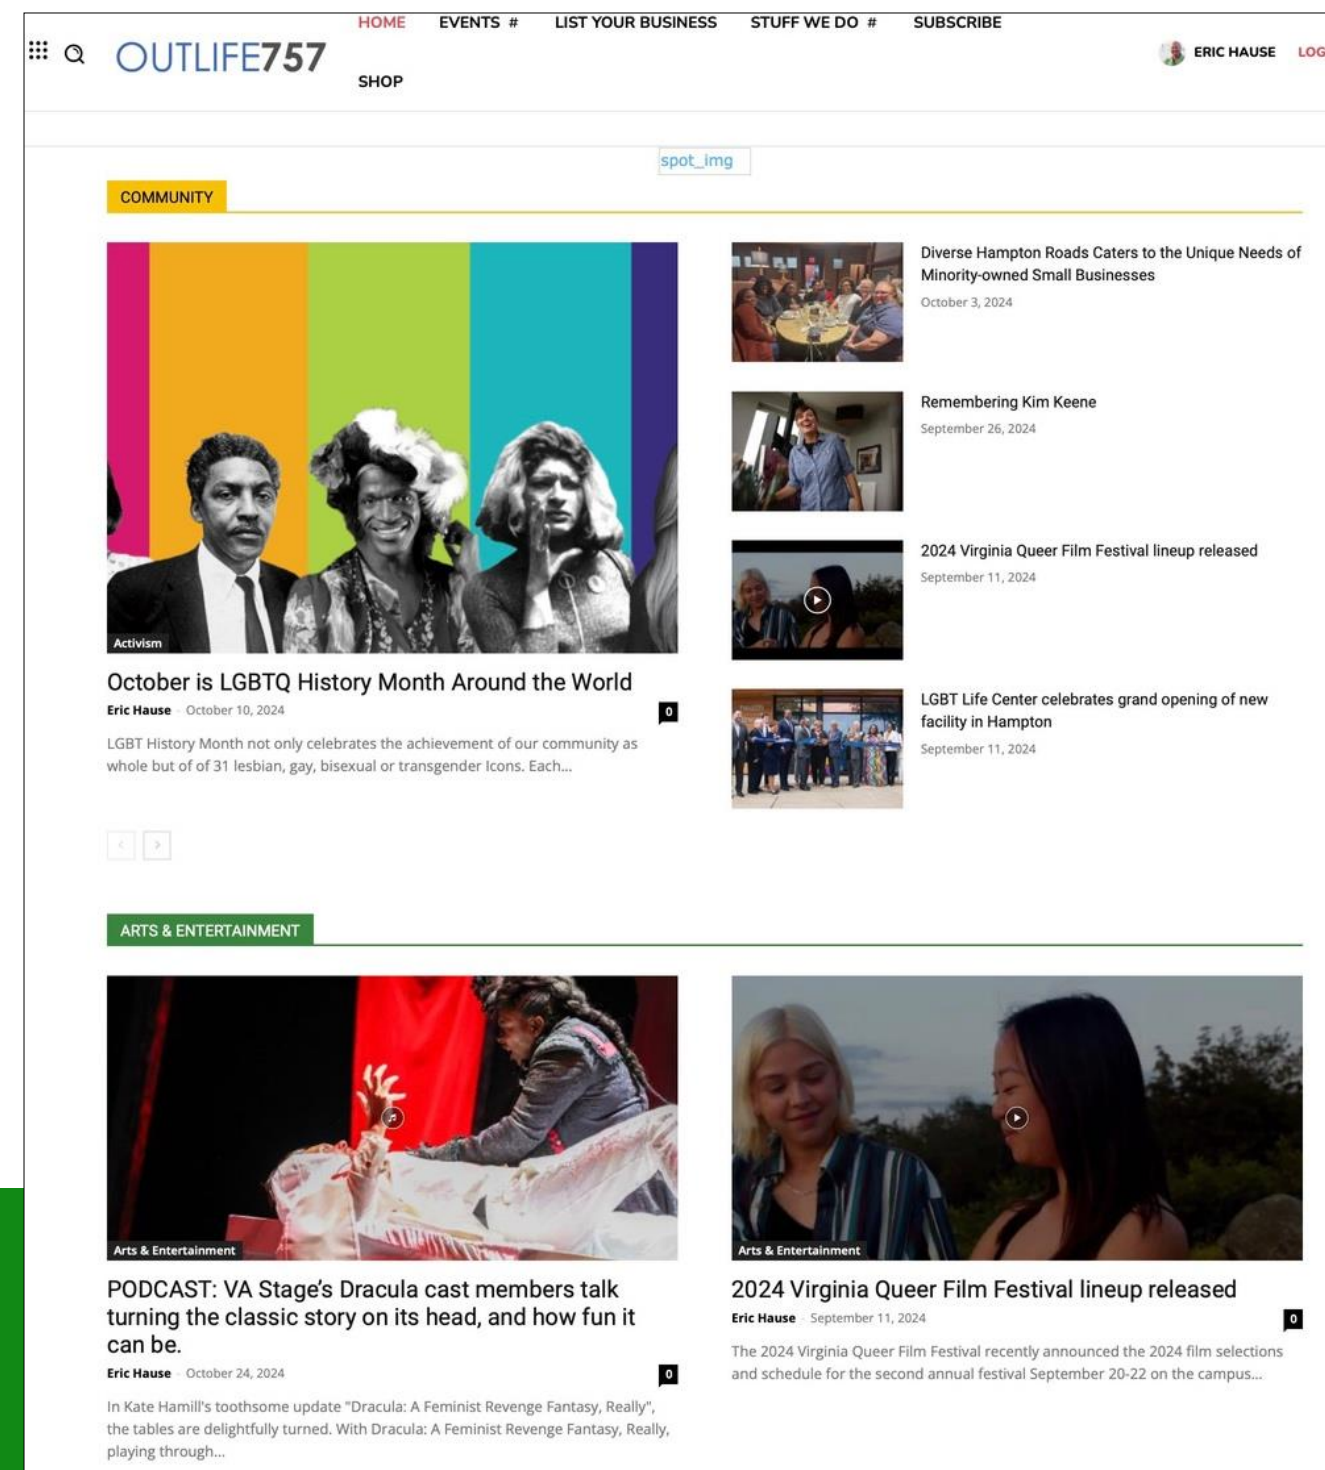 HOME EVENTS # LIST YOUR BUSINESS STUFF WE DO # SUBSCRIBE
OUTLIFE757
ERIC HAUSE LOG
SHOP
spot_img
COMMUNITY
Activism
October is LGBTQ History Month Around the World
Eric Hause - October 10, 2024
0
LGBT History Month not only celebrates the achievement of our community as
whole but of of 31 lesbian, gay, bisexual or transgender Icons. Each...
Diverse Hampton Roads Caters to the Unique Needs of
Minority-owned Small Businesses
October 3, 2024
Remembering Kim Keene
September 26, 2024
2024 Virginia Queer Film Festival lineup released
September 11, 2024
LGBT Life Center celebrates grand opening of new
facility in Hampton
September 11, 2024
ARTS & ENTERTAINMENT
Arts & Entertainment
PODCAST: VA Stage's Dracula cast members talk
turning the classic story on its head, and how fun it
can be.
Eric Hause - October 24, 2024
0
In Kate Hamill's toothsome update "Dracula: A Feminist Revenge Fantasy, Really",
the tables are delightfully turned. With Dracula: A Feminist Revenge Fantasy, Really,
playing through...
Arts & Entertainment
2024 Virginia Queer Film Festival lineup released
Eric Hause - September 11, 2024
0
The 2024 Virginia Queer Film Festival recently announced the 2024 film selections
and schedule for the second annual festival September 20-22 on the campus...